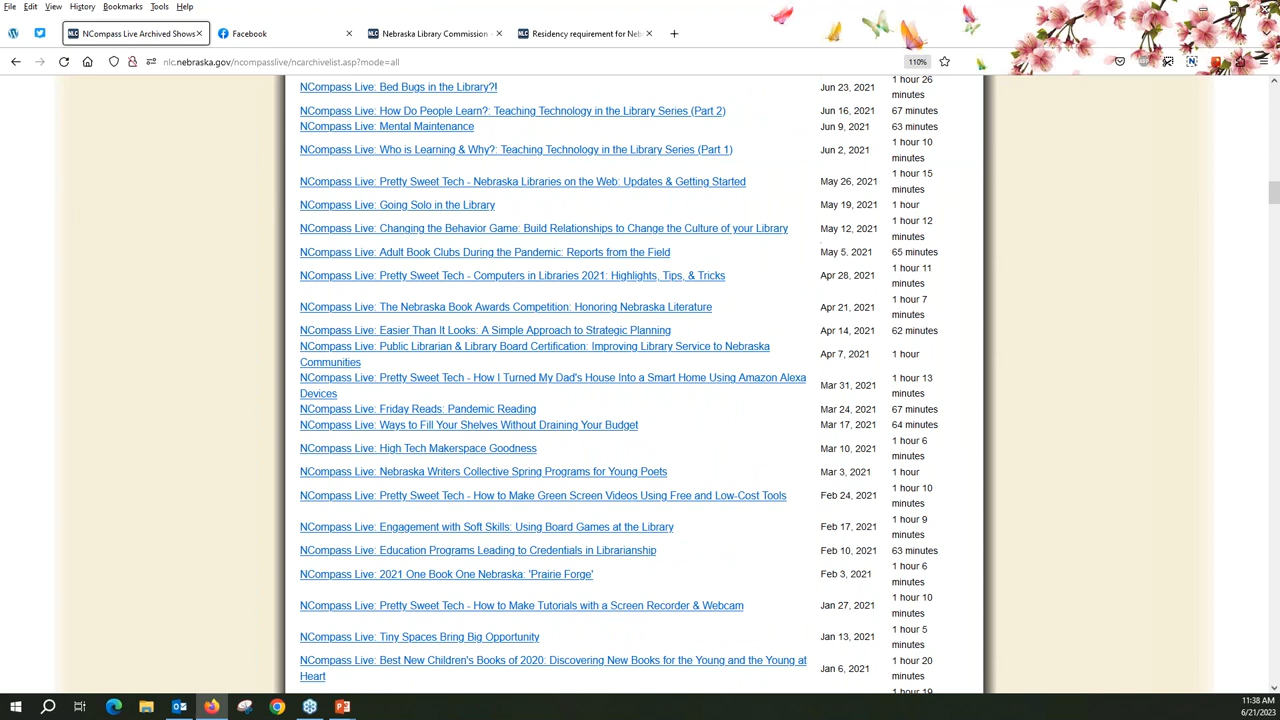 File Edit View History Bookmarks Tools Help
NCompass Live Archived Shows
Facebook
Nebraska Library Commission -
Residency requirement for Neb
nlc.nebraska.gov/ncompasslive/ncarchivelist.asp?mode=all
110%
1 hour 26
NCompass Live: Bed Bugs in the Library?! Jun 23, 2021
minutes
NCompass Live: How Do People Learn?: Teaching Technology in the Library Series (Part 2) Jun 16, 2021 67 minutes
NCompass Live: Mental Maintenance Jun 9, 2021 63 minutes
1 hour 10
NCompass Live: Who is Learning & Why?: Teaching Technology in the Library Series (Part 1) Jun 2, 2021
minutes
1 hour 15
NCompass Live: Pretty Sweet Tech - Nebraska Libraries on the Web: Updates & Getting Started May 26, 2021
minutes
NCompass Live: Going Solo in the Library May 19, 2021 1 hour
1 hour 12
NCompass Live: Changing the Behavior Game: Build Relationships to Change the Culture of your Library May 12, 2021
minutes
NCompass Live: Adult Book Clubs During the Pandemic: Reports from the Field May 5, 2021 65 minutes
1 hour 11
NCompass Live: Pretty Sweet Tech - Computers in Libraries 2021: Highlights, Tips, & Tricks Apr 28, 2021
minutes
1 hour 7
NCompass Live: The Nebraska Book Awards Competition: Honoring Nebraska Literature Apr 21, 2021
minutes
NCompass Live: Easier Than It Looks: A Simple Approach to Strategic Planning Apr 14, 2021 62 minutes
NCompass Live: Public Librarian & Library Board Certification: Improving Library Service to Nebraska
Communities Apr 7, 2021 1 hour
NCompass Live: Pretty Sweet Tech - How I Turned My Dad's House Into a Smart Home Using Amazon Alexa
Devices Mar 31, 2021 1 hour 13
minutes
NCompass Live: Friday Reads: Pandemic Reading Mar 24, 2021 67 minutes
NCompass Live: Ways to Fill Your Shelves Without Draining Your Budget Mar 17, 2021 64 minutes
1 hour 6
NCompass Live: High Tech Makerspace Goodness Mar 10, 2021
minutes
NCompass Live: Nebraska Writers Collective Spring Programs for Young Poets Mar 3, 2021 1 hour
1 hour 10
NCompass Live: Pretty Sweet Tech - How to Make Green Screen Videos Using Free and Low-Cost Tools Feb 24, 2021
minutes
1 hour 9
NCompass Live: Engagement with Soft Skills: Using Board Games at the Library Feb 17, 2021
minutes
NCompass Live: Education Programs Leading to Credentials in Librarianship Feb 10, 2021 63 minutes
1 hour 6
NCompass Live: 2021 One Book One Nebraska: 'Prairie Forge' Feb 3, 2021
minutes
1 hour 10
NCompass Live: Pretty Sweet Tech - How to Make Tutorials with a Screen Recorder & Webcam Jan 27, 2021
minutes
1 hour 5
NCompass Live: Tiny Spaces Bring Big Opportunity Jan 13, 2021
minutes
NCompass Live: Best New Children's Books of 2020: Discovering New Books for the Young and the Young at
Heart Jan 6, 2021 1 hour 20
minutes
1 hour 19
11:38 AM
6/21/2023